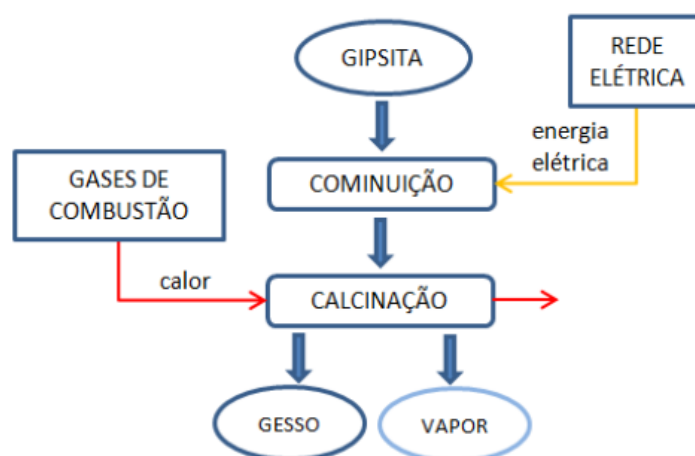 GIPSITA
REDE
ELÉTRICA
energia
elétrica
COMINUIÇÃO
GASES DE
COMBUSTÃO
calor
CALCINAÇÃO
GESSO
VAPOR